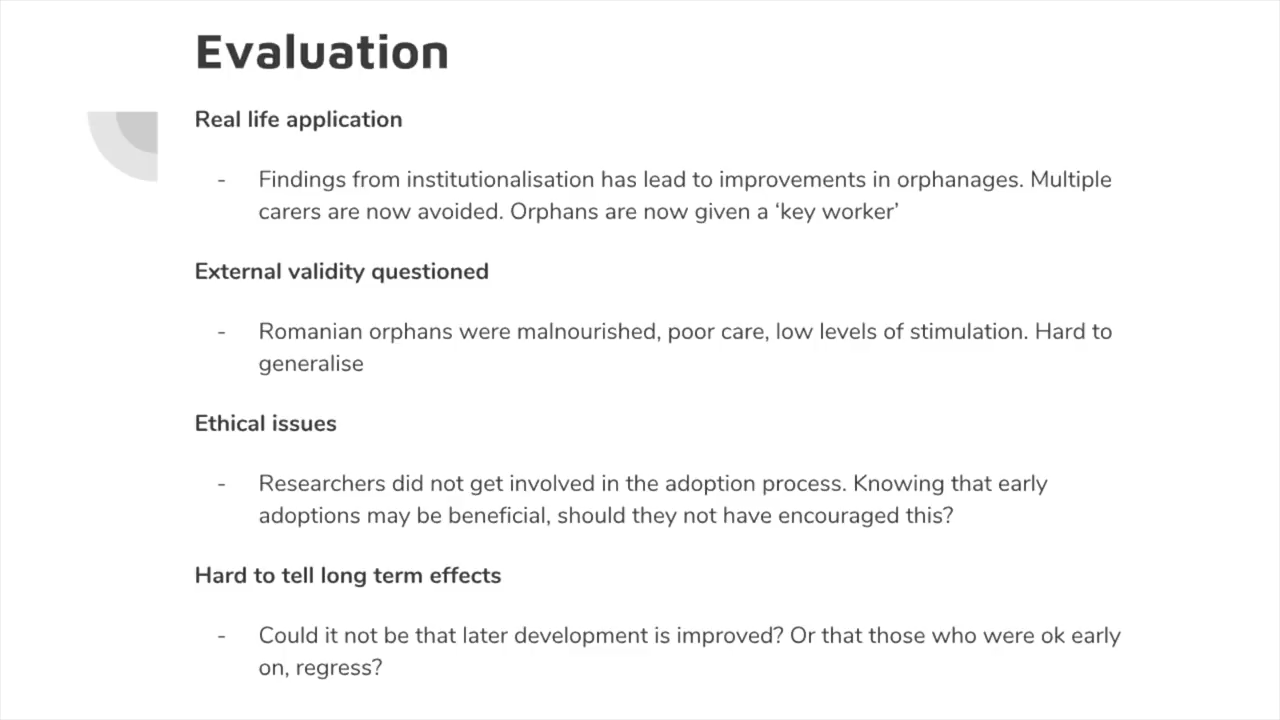 Evaluation
Real life application
- Findings from institutionalisation has lead to improvements in orphanages. Multiple
carers are now avoided. Orphans are now given a ‘key worker’
External validity questioned
- Romanian orphans were malnourished, poor care, low levels of stimulation. Hard to
generalise
Ethical issues
- Researchers did not get involved in the adoption process. Knowing that early
adoptions may be beneficial, should they not have encouraged this?
Hard to tell long term effects
- Could it not be that later development is improved? Or that those who were ok early
on, regress?